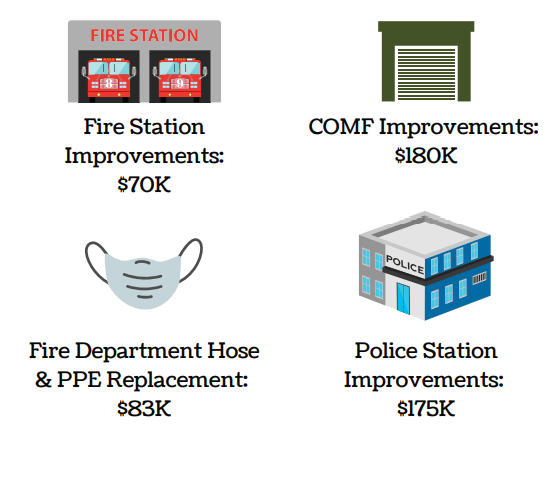 FIRE STATION
Fire Station
Improvements:
$70K
COMF Improvements:
$180K
Fire Department Hose
& PPE Replacement:
$83K
POLICE
Police Station
Improvements:
$175K